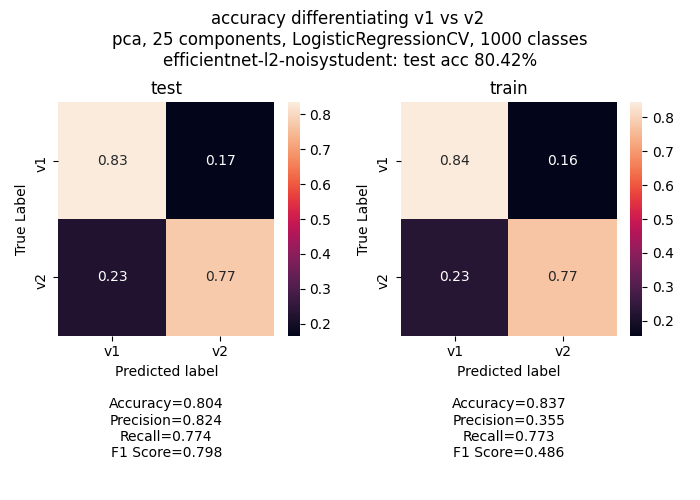 accuracy differentiating v1 vs v2
pca, 25 components, LogisticRegressionCV, 1000 classes
efficientnet-l2-noisystudent: test acc 80.42%
test
True Label
v1
v2
0.83
0.17
0.23
0.77
v1
v2
Predicted label
0.8
0.7
0.6
0.5
0.4
0.3
0.2
Accuracy=0.804
Precision=0.824
Recall=0.774
F1 Score=0.798
train
True Label
v1
v2
0.84
0.16
0.23
0.77
v1
v2
Predicted label
0.8
0.7
0.6
0.5
0.4
0.3
0.2
Accuracy=0.837
Precision=0.355
Recall=0.773
F1 Score=0.486